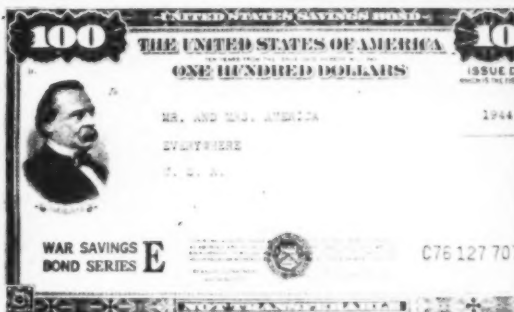 UNITED STATES SAVINGS BOND
100
10
THE UNITED STATES OF AMERICA
ONE HUNDRED DOLLARS
ISSUE D
MR. AND MRS. AMERICA
1944
EVERYWHERE
U. S. A.
WAR SAVINGS
BOND SERIES E
C76 127 70
NOT TRANSFERABLE